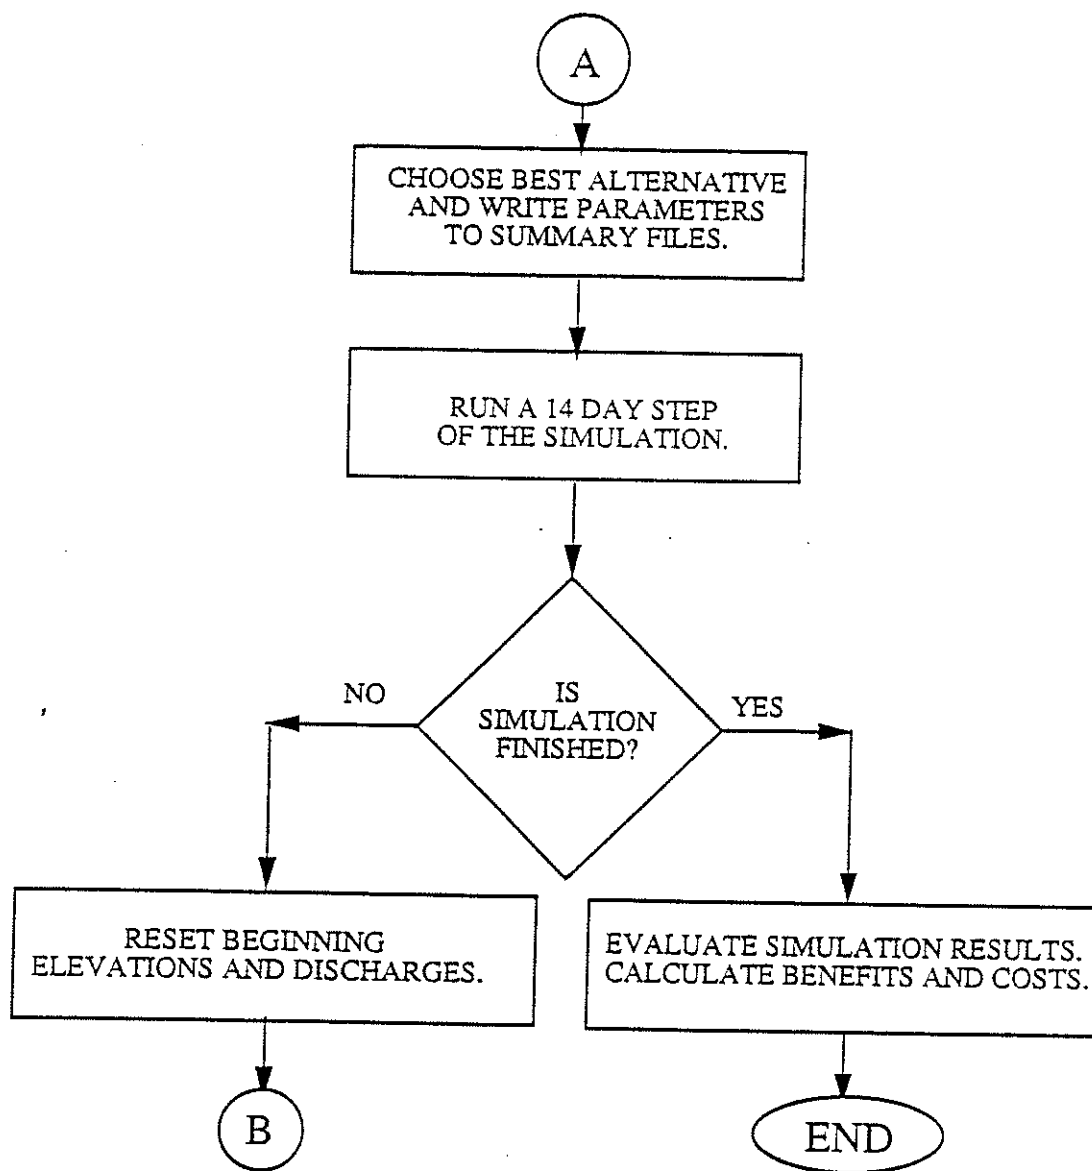 A
CHOOSE BEST ALTERNATIVE
AND WRITE PARAMETERS
TO SUMMARY FILES.
RUN A 14 DAY STEP
OF THE SIMULATION.
NO
IS
SIMULATION
FINISHED?
YES
RESET BEGINNING
ELEVATIONS AND DISCHARGES.
EVALUATE SIMULATION RESULTS.
CALCULATE BENEFITS AND COSTS.
B
END